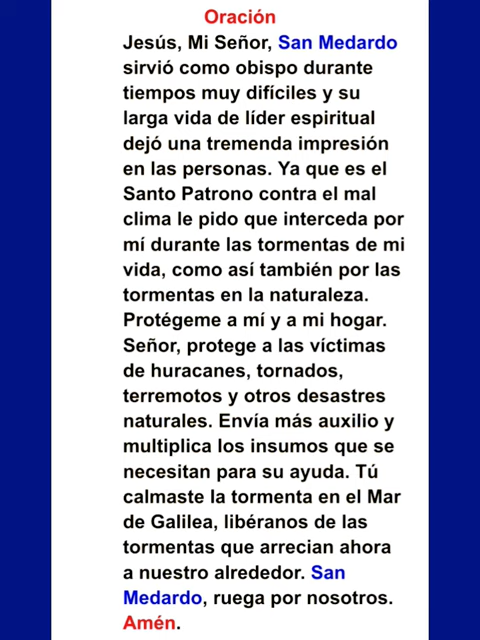 Oración
Jesús, Mi Señor, San Medardo
sirvió como obispo durante
tiempos muy difíciles y su
larga vida de líder espiritual
dejó una tremenda impresión
en las personas. Ya que es el
Santo Patrono contra el mal
clima le pido que interceda por
mí durante las tormentas de mi
vida, como así también por las
tormentas en la naturaleza.
Protégeme a mí y a mi hogar.
Señor, protege a las víctimas
de huracanes, tornados,
terremotos y otros desastres
naturales. Envía más auxilio y
multiplica los insumos que se
necesitan para su ayuda. Tú
calmaste la tormenta en el Mar
de Galilea, libéranos de las
tormentas que arrecian ahora
a nuestro alrededor. San
Medardo, ruega por nosotros.
Amén.